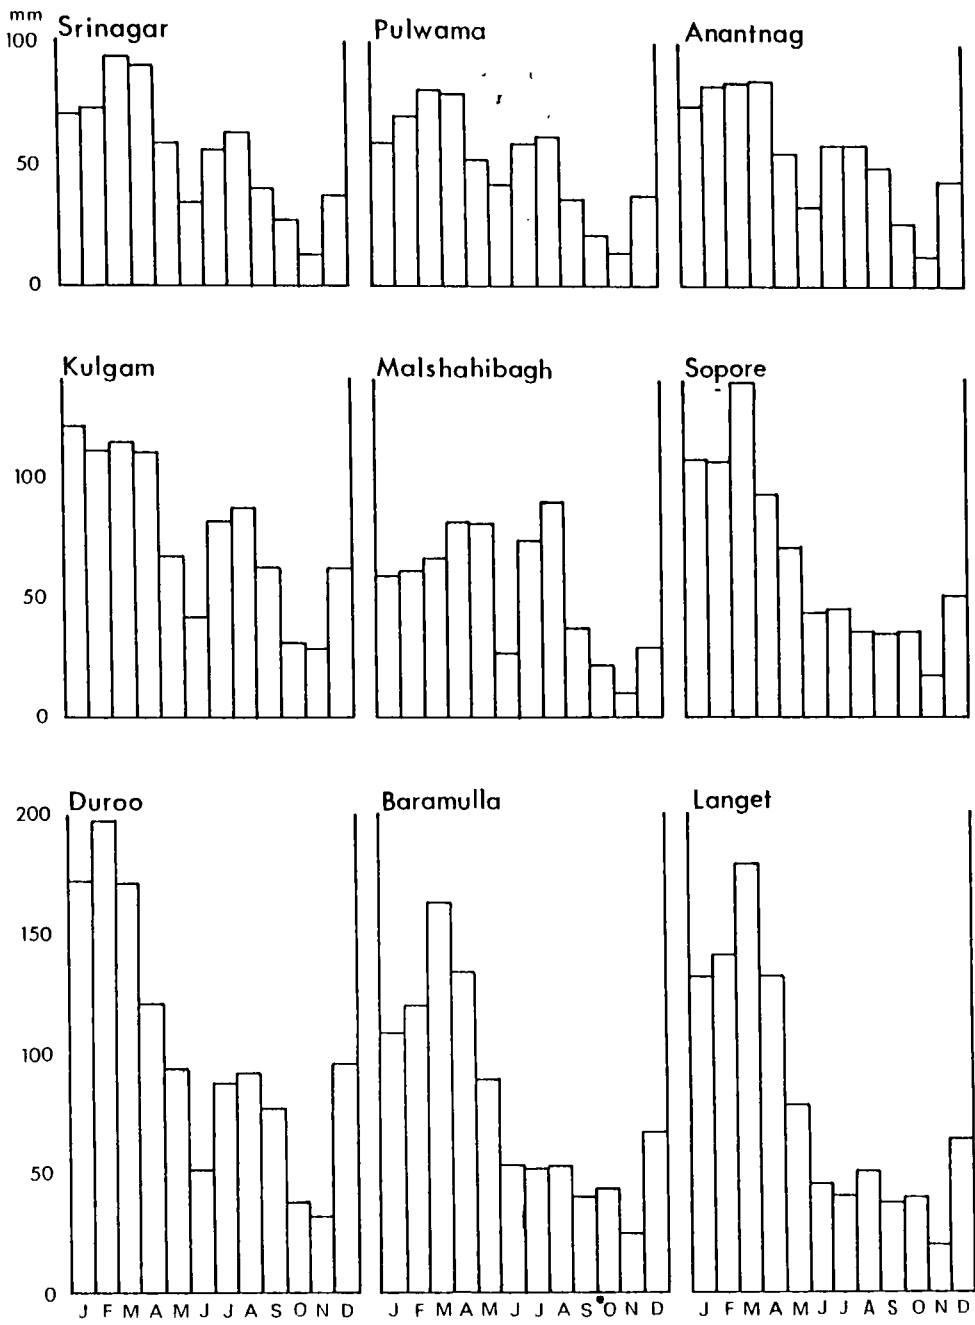 mm
Srinagar Pulwama Anantnag
100
50
0
Kulgam Malshahibagh Sopore
100
50
0
Duroo Baramulla Langet
200
150
100
50
0
J F M A M J J A S O N D J F M A M J J A S O N D J F M A M J J A S O N D